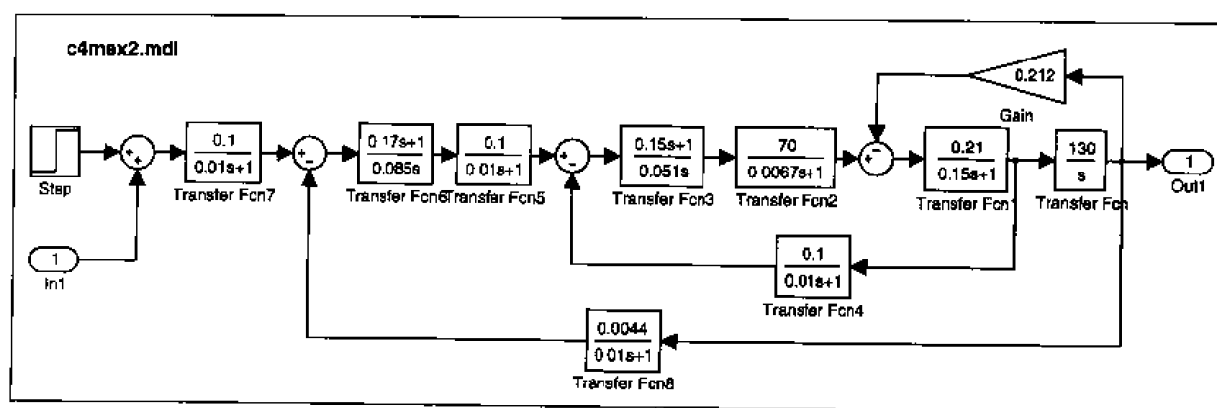 c4mex2.mdl
0.212
Gain
Step
+
+
0.1
0.01s+1
Transfer Fcn7
+
−
0.17s+1
0.085s
Transfer Fcn6
0.1
0.01s+1
Transfer Fcn5
+
−
0.15s+1
0.051s
Transfer Fcn3
70
0.0067s+1
Transfer Fcn2
+
−
0.21
0.15s+1
Transfer Fcn1
130
s
Transfer Fcn
1
Out1
1
In1
0.1
0.01s+1
Transfer Fcn4
0.0044
0.01s+1
Transfer Fcn8